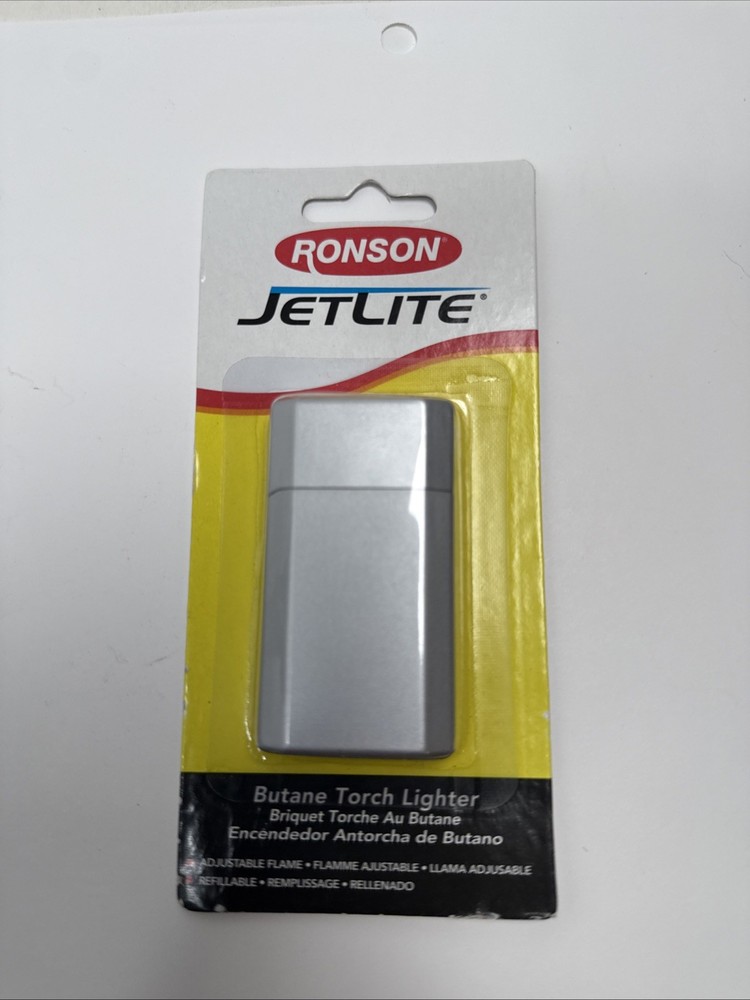 RONSON®
JETLITE®
Butane Torch Lighter
Briquet Torche Au Butane
Encendedor Antorcha de Butano
ADJUSTABLE FLAME • FLAMME AJUSTABLE • LLAMA ADJUSABLE
REFILLABLE • REMPLISSAGE • RELLENADO